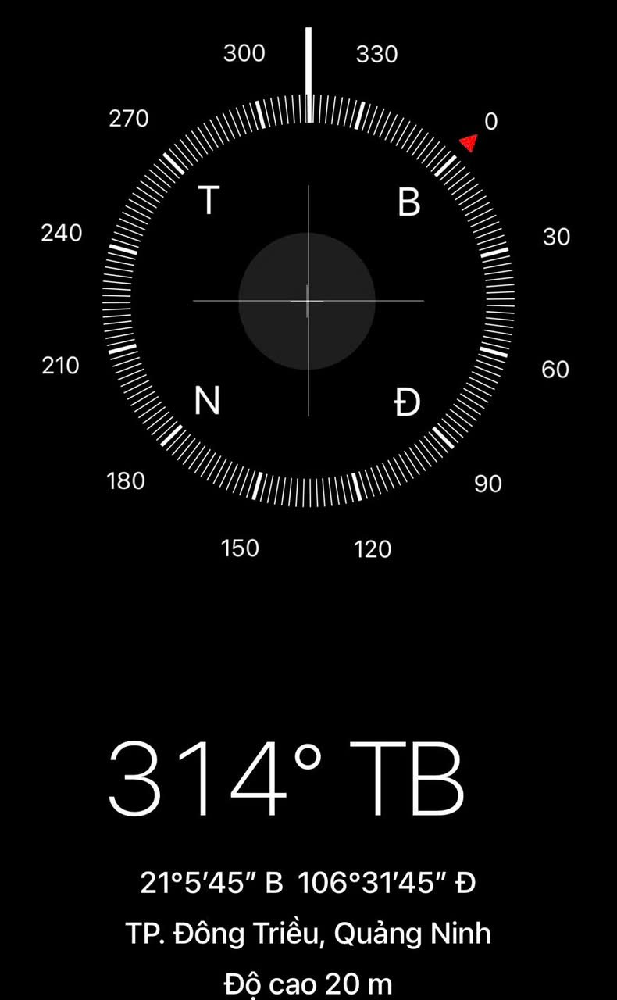 300 330
270 0
T B
240 30
210 60
N Đ
180 90
150 120
314° TB
21°5′45″ B 106°31′45″ Đ
TP. Đông Triều, Quảng Ninh
Độ cao 20 m